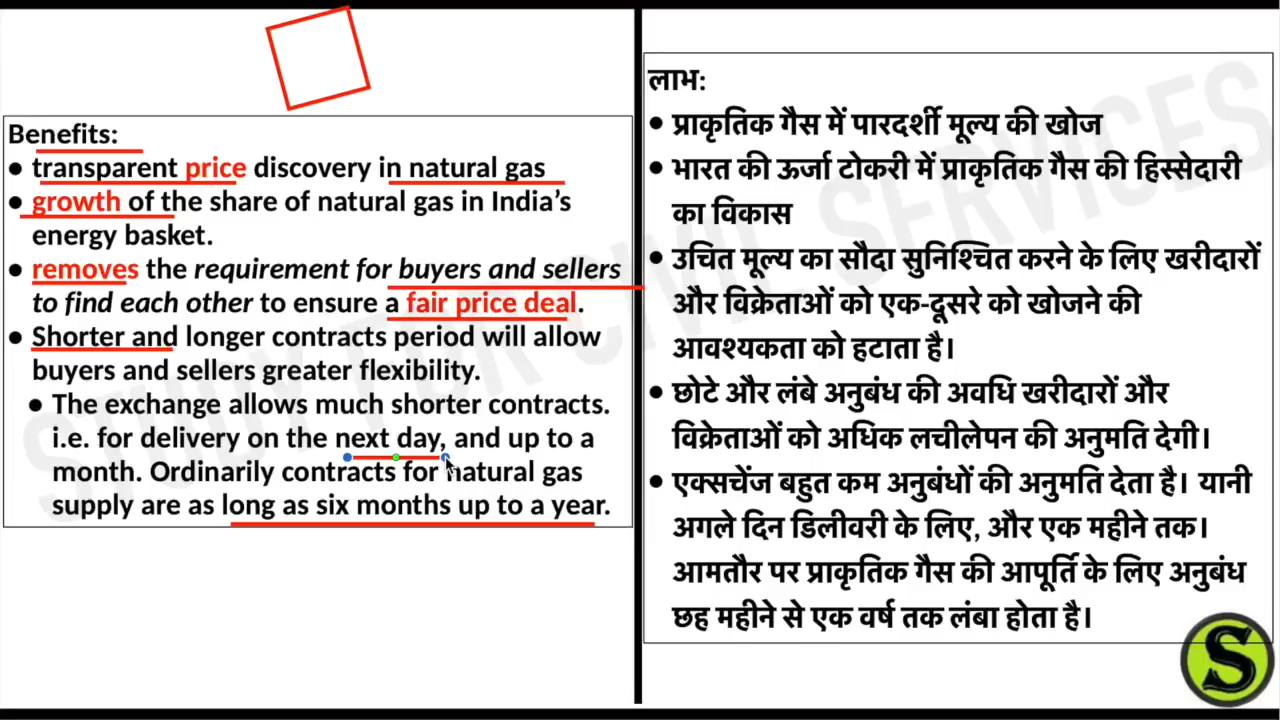 Benefits:
● transparent price discovery in natural gas
● growth of the share of natural gas in India’s
energy basket.
● removes the requirement for buyers and sellers
to find each other to ensure a fair price deal.
● Shorter and longer contracts period will allow
buyers and sellers greater flexibility.
● The exchange allows much shorter contracts.
i.e. for delivery on the next day, and up to a
month. Ordinarily contracts for natural gas
supply are as long as six months up to a year.
लाभ:
● प्राकृतिक गैस में पारदर्शी मूल्य की खोज
● भारत की ऊर्जा टोकरी में प्राकृतिक गैस की हिस्सेदारी
का विकास
● उचित मूल्य का सौदा सुनिश्चित करने के लिए खरीदारों
और विक्रेताओं को एक-दूसरे को खोजने की
आवश्यकता को हटाता है।
● छोटे और लंबे अनुबंध की अवधि खरीदारों और
विक्रेताओं को अधिक लचीलेपन की अनुमति देगी।
● एक्सचेंज बहुत कम अनुबंधों की अनुमति देता है। यानी
अगले दिन डिलीवरी के लिए, और एक महीने तक।
आमतौर पर प्राकृतिक गैस की आपूर्ति के लिए अनुबंध
छह महीने से एक वर्ष तक लंबा होता है।
STUDY FOR CIVIL SERVICES
S